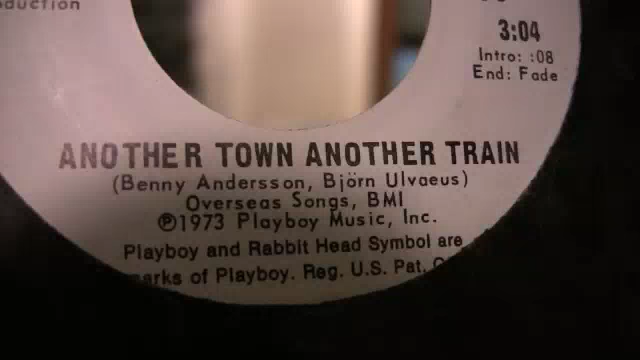 3:04
Intro: :08
End: Fade
ANOTHER TOWN ANOTHER TRAIN
(Benny Andersson, Björn Ulvaeus)
Overseas Songs, BMI
℗1973 Playboy Music, Inc.
Playboy and Rabbit Head Symbol are
of Playboy. Reg. U.S. Pat.